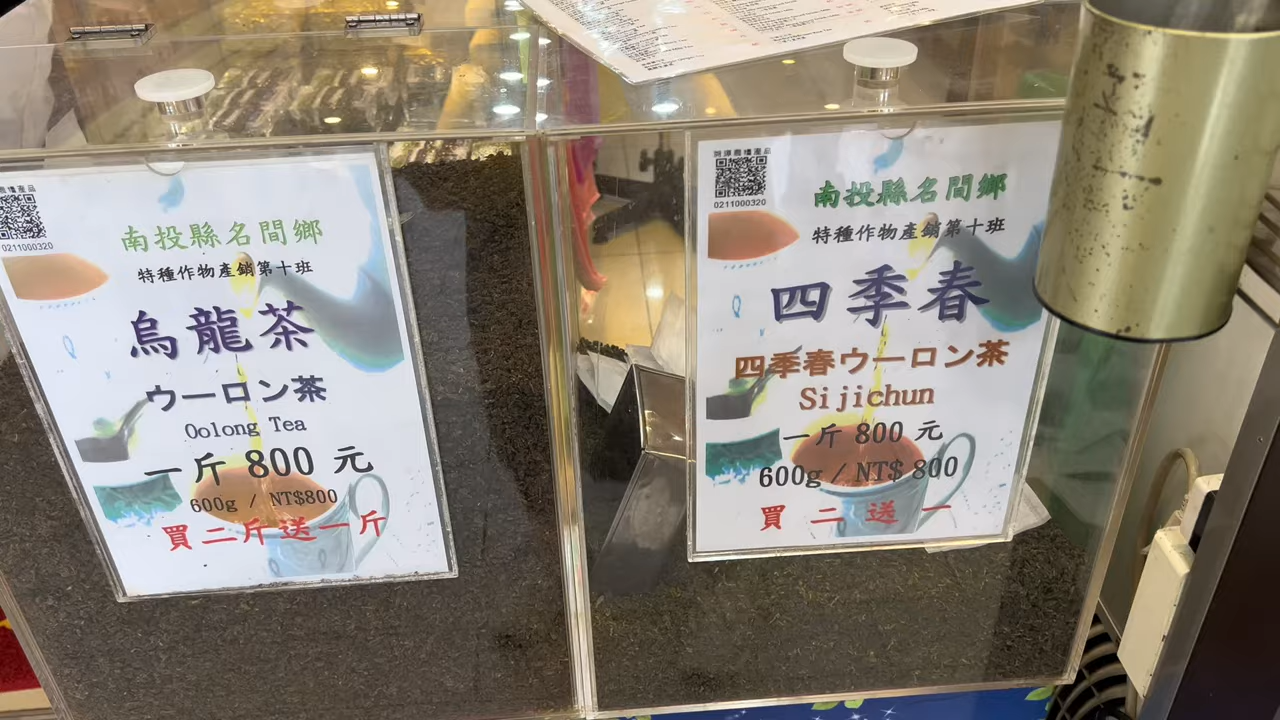 0211000320
南投縣名間鄉
特種作物產銷第十班
烏龍茶
ウーロン茶
Oolong Tea
一斤 800 元
600g / NT$800
買二斤送一斤
0211000320
南投縣名間鄉
特種作物產銷第十班
四季春
四季春ウーロン茶
Sijichun
一斤 800 元
600g / NT$ 800
買二送一